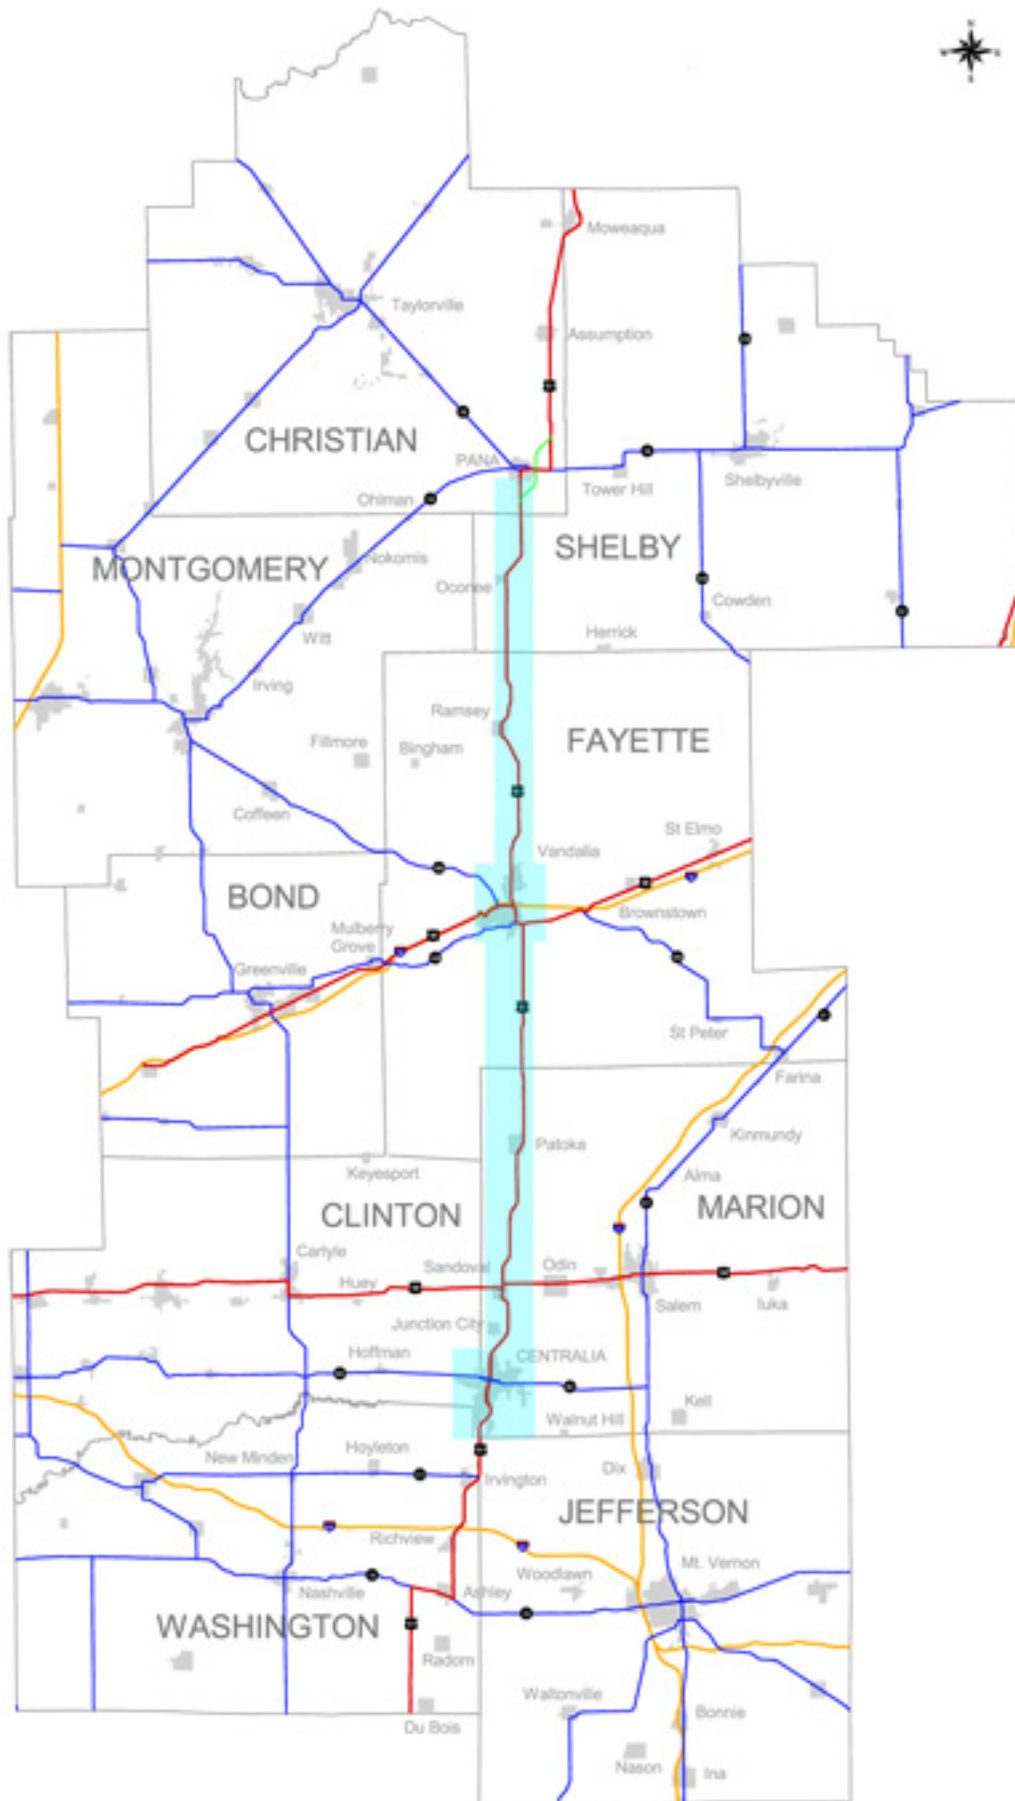 N
Moweaqua
Taylorville
Assumption
CHRISTIAN
PANA
Tower Hill
Shelbyville
Ohlman
SHELBY
MONTGOMERY
Nokomis
Oconee
Cowden
Witt
Herrick
Irving
Ramsey
FAYETTE
Fillmore
Bingham
Coffeen
St Elmo
Vandalia
BOND
Brownstown
Mulberry
Grove
Greenville
St Peter
Farina
Kinmundy
Patoka
Keyesport
Alma
MARION
CLINTON
Carlyle
Sandoval
Odin
Huey
Salem
Iuka
Junction City
Hoffman
CENTRALIA
Kell
Walnut Hill
New Minden
Hoyleton
Dix
Irvington
JEFFERSON
Richview
Woodlawn
Mt. Vernon
Nashville
Ashley
WASHINGTON
Radom
Waltonville
Bonnie
Du Bois
Nason
Ina